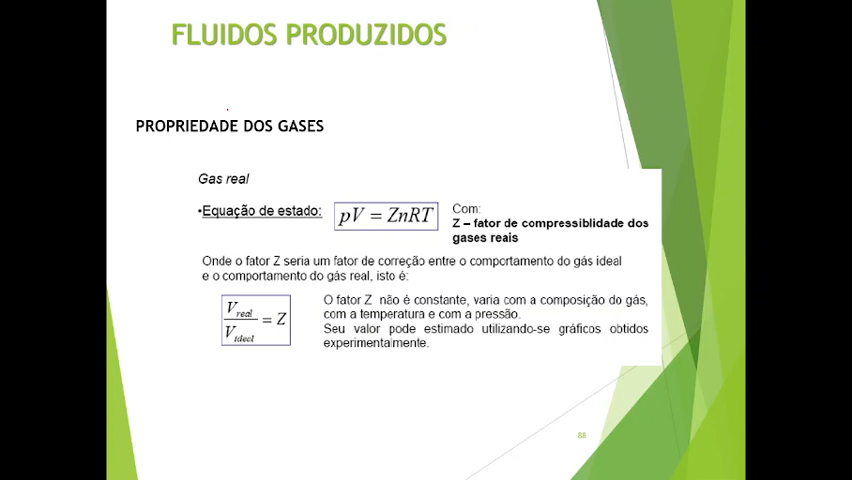 FLUIDOS PRODUZIDOS
PROPRIEDADE DOS GASES
Gas real
•Equação de estado:
pV = ZnRT
Com:
Z – fator de compressiblidade dos
gases reais
Onde o fator Z seria um fator de correção entre o comportamento do gás ideal
e o comportamento do gás real, isto é:
V_real / V_ideal = Z
O fator Z não é constante, varia com a composição do gás,
com a temperatura e com a pressão.
Seu valor pode estimado utilizando-se gráficos obtidos
experimentalmente.
88